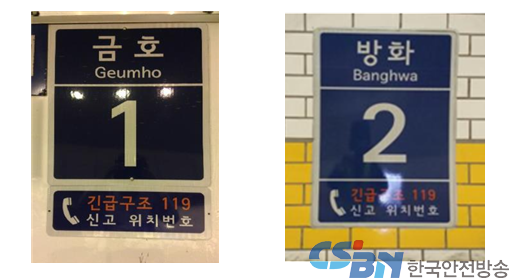 금호
Geumho
1
긴급구조 119
신고 위치번호
방화
Banghwa
2
긴급구조 119
신고 위치번호
CSBN 한국안전방송